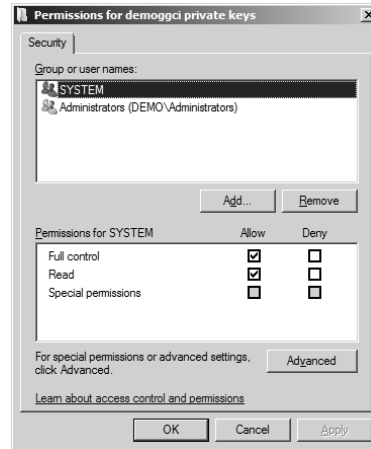 Permissions for demoggci private keys
Security
Group or user names:
SYSTEM
Administrators (DEMO\Administrators)
Add... Remove
Permissions for SYSTEM Allow Deny
Full control
Read
Special permissions
For special permissions or advanced settings, Advanced
click Advanced.
Learn about access control and permissions
OK Cancel Apply